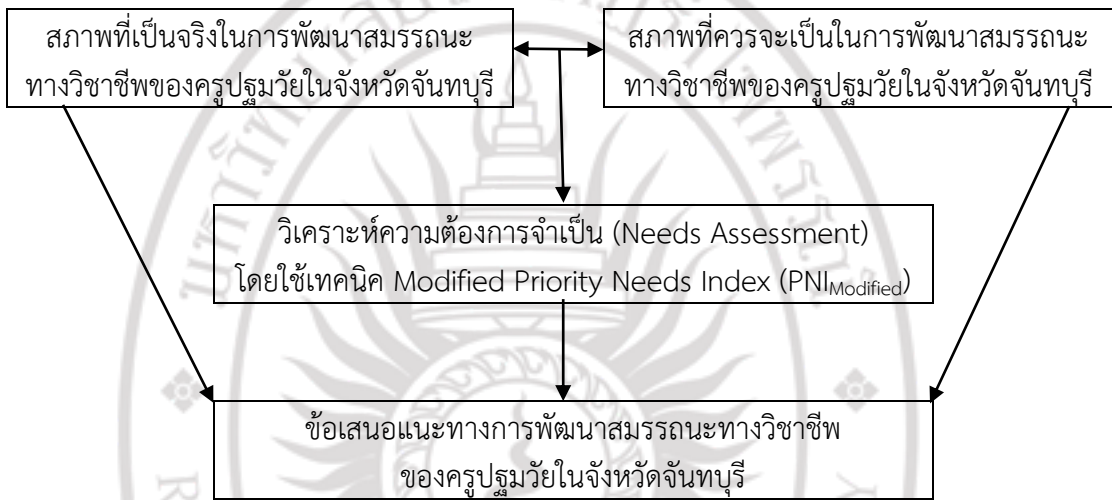 สภาพที่เป็นจริงในการพัฒนาสมรรถนะ
ทางวิชาชีพของครูปฐมวัยในจังหวัดจันทบุรี
สภาพที่ควรจะเป็นในการพัฒนาสมรรถนะ
ทางวิชาชีพของครูปฐมวัยในจังหวัดจันทบุรี
วิเคราะห์ความต้องการจำเป็น (Needs Assessment)
โดยใช้เทคนิค Modified Priority Needs Index (PNIModified)
ข้อเสนอแนะทางการพัฒนาสมรรถนะทางวิชาชีพ
ของครูปฐมวัยในจังหวัดจันทบุรี